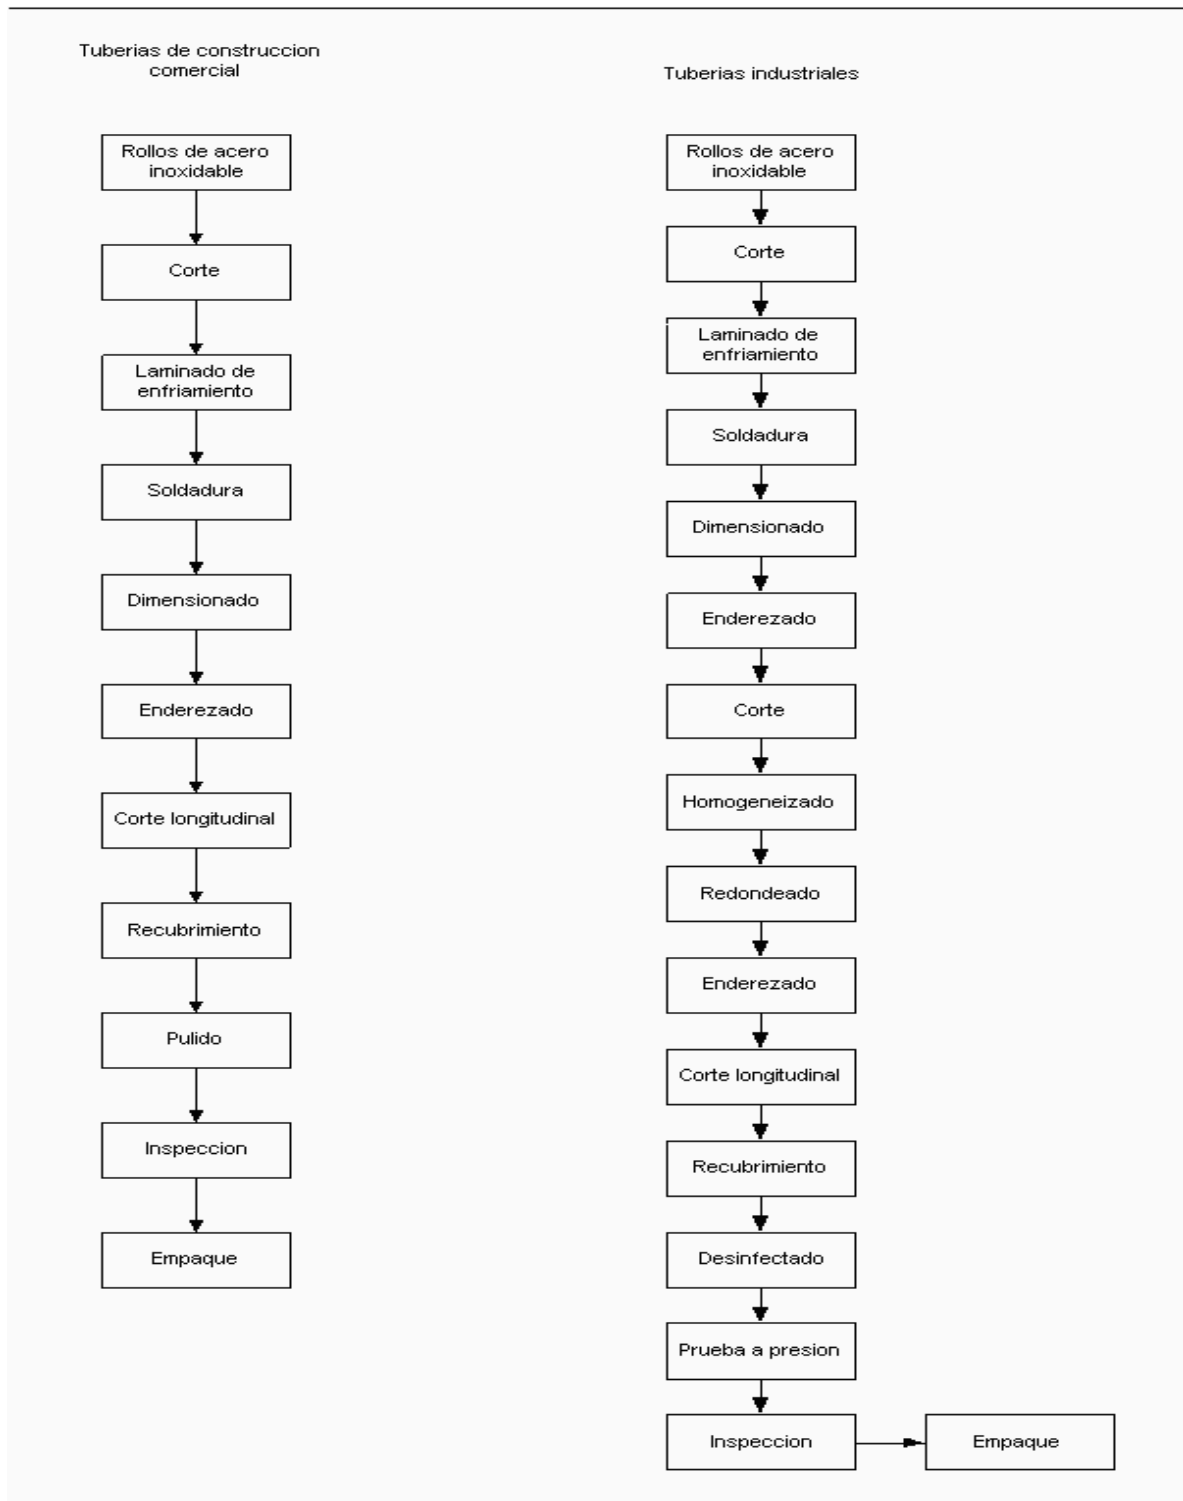 Tuberias de construccion
comercial
Rollos de acero
inoxidable
Corte
Laminado de
enfriamiento
Soldadura
Dimensionado
Enderezado
Corte longitudinal
Recubrimiento
Pulido
Inspeccion
Empaque
Tuberias industriales
Rollos de acero
inoxidable
Corte
Laminado de
enfriamiento
Soldadura
Dimensionado
Enderezado
Corte
Homogeneizado
Redondeado
Enderezado
Corte longitudinal
Recubrimiento
Desinfectado
Prueba a presion
Inspeccion
Empaque